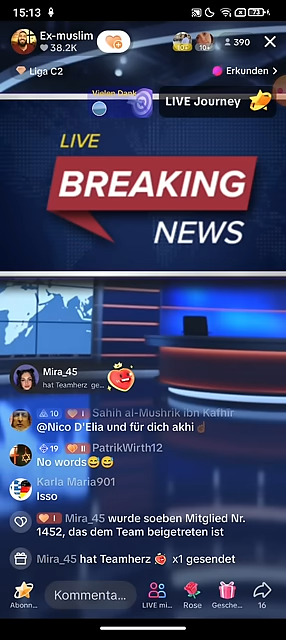 15:13
73
Ex-muslim
38.2K
10+
10+
390
Liga C2
Erkunden
Vielen Dank
LIVE Journey
LIVE
BREAKING
NEWS
Mira_45
hat Teamherz ge...
10 I Sahih al-Mushrik ibn Kafhir
@Nico D'Elia und für dich akhi☝🏾
19 II PatrikWirth12
No words😄😄
Karla Maria901
Isso
I Mira_45 wurde soeben Mitglied Nr.
1452, das dem Team beigetreten ist
Mira_45 hat Teamherz x1 gesendet
Kommenta...
Abonn...
LIVE mi...
Rose
Gesche...
16